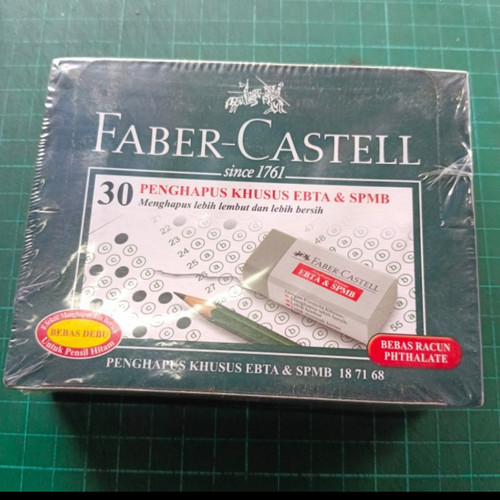 FABER-CASTELL
since 1761
30 PENGHAPUS KHUSUS EBTA & SPMB
Menghapus lebih lembut dan lebih bersih
FABER-CASTELL
EBTA & SPMB
BEBAS DEBU
Untuk Pensil Hitam
BEBAS RACUN
PHTHALATE
PENGHAPUS KHUSUS EBTA & SPMB 18 71 68